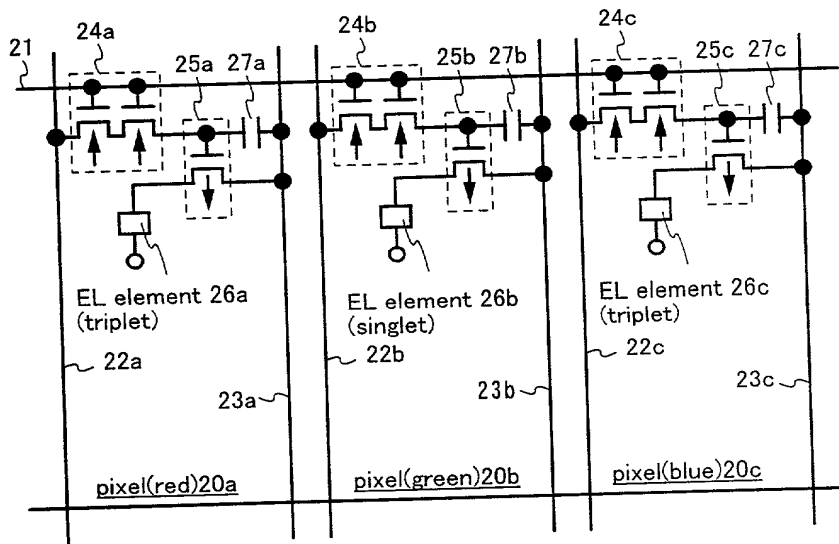 21
24a
25a
27a
24b
25b
27b
24c
25c
27c
EL element 26a
(triplet)
EL element 26b
(singlet)
EL element 26c
(triplet)
22a
23a
22b
23b
22c
23c
pixel(red)20a
pixel(green)20b
pixel(blue)20c